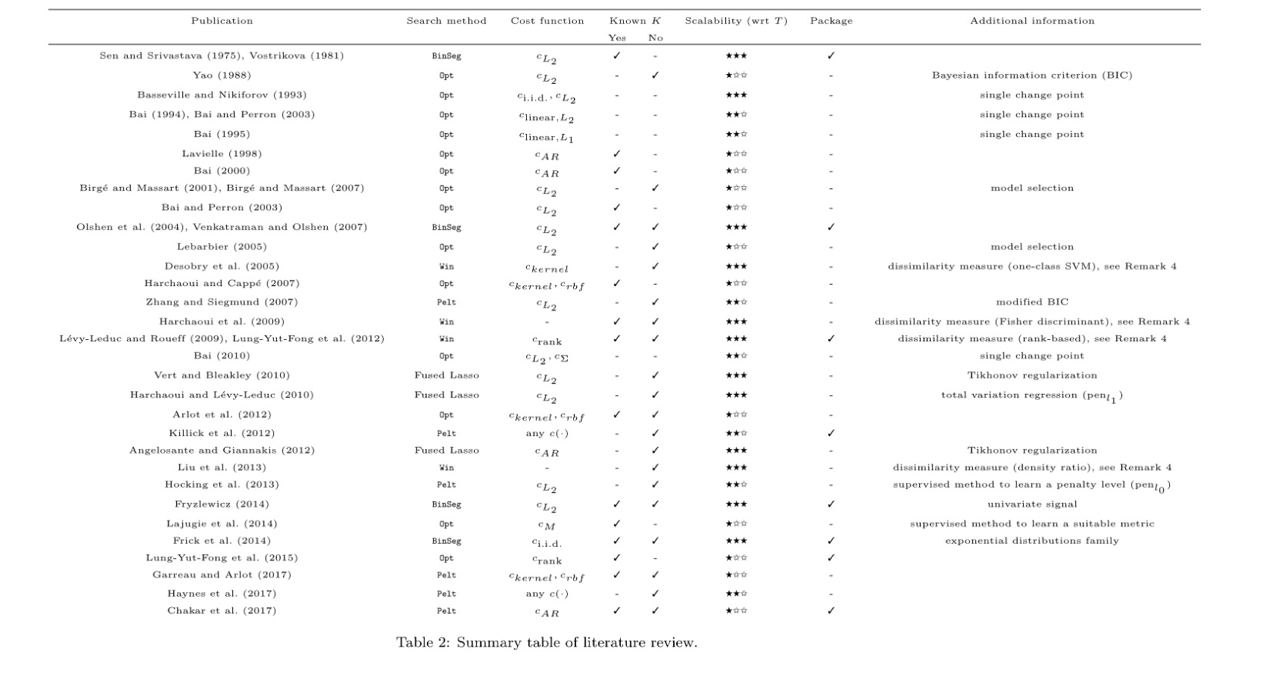 Publication Search method Cost function Known K Scalability (wrt T) Package Additional information
Yes No
Sen and Srivastava (1975), Vostrikova (1981) BinSeg c_{L_2} ✓ - ★★★ ✓
Yao (1988) Opt c_{L_2} - ✓ ★☆☆ - Bayesian information criterion (BIC)
Basseville and Nikiforov (1993) Opt c_{i.i.d.}, c_{L_2} - - ★★★ - single change point
Bai (1994), Bai and Perron (2003) Opt c_{linear,L_2} - - ★★☆ - single change point
Bai (1995) Opt c_{linear,L_1} - - ★★☆ - single change point
Lavielle (1998) Opt c_{AR} ✓ - ★☆☆ -
Bai (2000) Opt c_{AR} ✓ - ★☆☆ -
Birgé and Massart (2001), Birgé and Massart (2007) Opt c_{L_2} - ✓ ★☆☆ - model selection
Bai and Perron (2003) Opt c_{L_2} ✓ - ★☆☆ -
Olshen et al. (2004), Venkatraman and Olshen (2007) BinSeg c_{L_2} ✓ ✓ ★★★ ✓
Lebarbier (2005) Opt c_{L_2} - ✓ ★☆☆ - model selection
Desobry et al. (2005) Win c_{kernel} - ✓ ★★★ - dissimilarity measure (one-class SVM), see Remark 4
Harchaoui and Cappé (2007) Opt c_{kernel}, c_{rbf} ✓ - ★☆☆ -
Zhang and Siegmund (2007) Pelt c_{L_2} - ✓ ★★☆ - modified BIC
Harchaoui et al. (2009) Win - ✓ ✓ ★★★ - dissimilarity measure (Fisher discriminant), see Remark 4
Lévy-Leduc and Roueff (2009), Lung-Yut-Fong et al. (2012) Win c_{rank} ✓ ✓ ★★★ ✓ dissimilarity measure (rank-based), see Remark 4
Bai (2010) Opt c_{L_2}, c_Σ - - ★★☆ - single change point
Vert and Bleakley (2010) Fused Lasso c_{L_2} - ✓ ★★★ - Tikhonov regularization
Harchaoui and Lévy-Leduc (2010) Fused Lasso c_{L_2} - ✓ ★★★ - total variation regression (pen_{l_1})
Arlot et al. (2012) Opt c_{kernel}, c_{rbf} ✓ ✓ ★☆☆ -
Killick et al. (2012) Pelt any c(·) - ✓ ★★☆ ✓
Angelosante and Giannakis (2012) Fused Lasso c_{AR} - ✓ ★★★ - Tikhonov regularization
Liu et al. (2013) Win - - ✓ ★★★ - dissimilarity measure (density ratio), see Remark 4
Hocking et al. (2013) Pelt c_{L_2} - ✓ ★★☆ - supervised method to learn a penalty level (pen_{l_0})
Fryzlewicz (2014) BinSeg c_{L_2} ✓ ✓ ★★★ ✓ univariate signal
Lajugie et al. (2014) Opt c_M ✓ - ★☆☆ - supervised method to learn a suitable metric
Frick et al. (2014) BinSeg c_{i.i.d.} ✓ ✓ ★★★ ✓ exponential distributions family
Lung-Yut-Fong et al. (2015) Opt c_{rank} ✓ - ★☆☆ ✓
Garreau and Arlot (2017) Pelt c_{kernel}, c_{rbf} ✓ ✓ ★☆☆ -
Haynes et al. (2017) Pelt any c(·) - ✓ ★★☆ -
Chakar et al. (2017) Pelt c_{AR} ✓ ✓ ★☆☆ ✓
Table 2: Summary table of literature review.